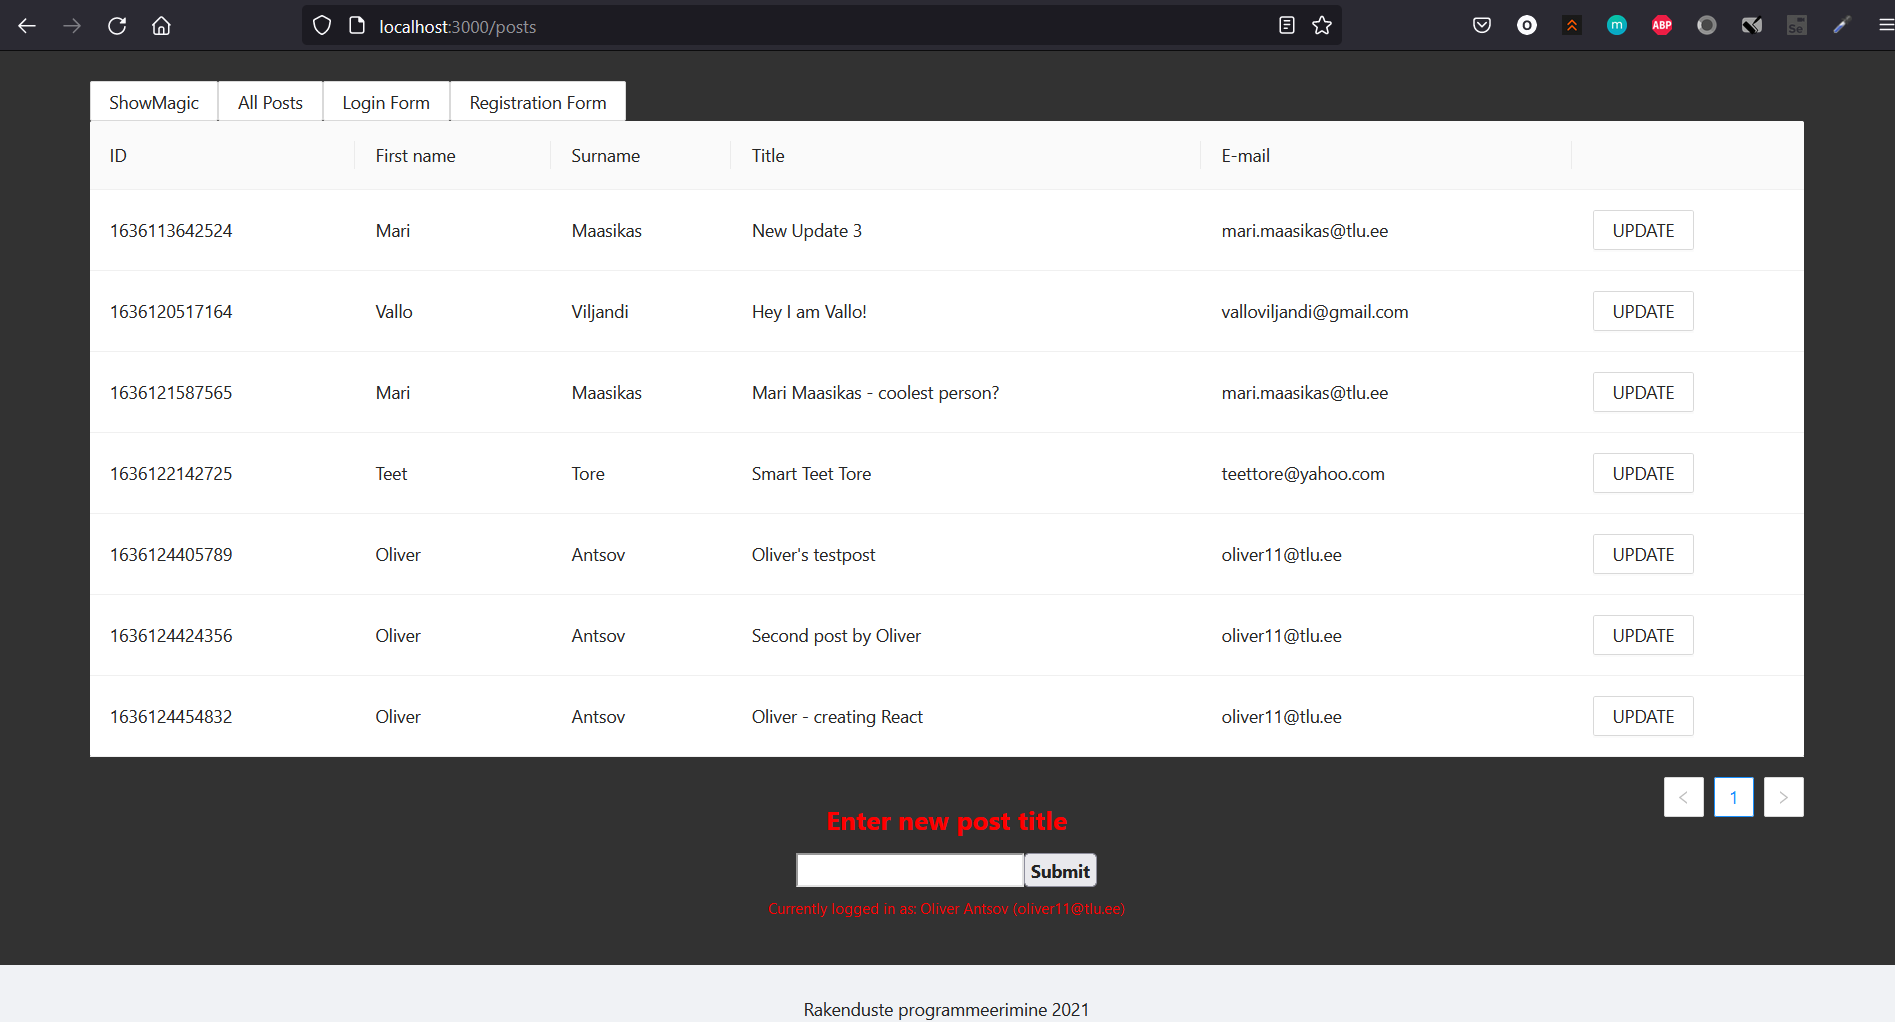 localhost:3000/posts
ABP
m
Se
ShowMagic All Posts Login Form Registration Form
ID First name Surname Title E-mail
1636113642524 Mari Maasikas New Update 3 mari.maasikas@tlu.ee UPDATE
1636120517164 Vallo Viljandi Hey I am Vallo! valloviljandi@gmail.com UPDATE
1636121587565 Mari Maasikas Mari Maasikas - coolest person? mari.maasikas@tlu.ee UPDATE
1636122142725 Teet Tore Smart Teet Tore teettore@yahoo.com UPDATE
1636124405789 Oliver Antsov Oliver's testpost oliver11@tlu.ee UPDATE
1636124424356 Oliver Antsov Second post by Oliver oliver11@tlu.ee UPDATE
1636124454832 Oliver Antsov Oliver - creating React oliver11@tlu.ee UPDATE
< 1 >
Enter new post title
Submit
Currently logged in as: Oliver Antsov (oliver11@tlu.ee)
Rakenduste programmeerimine 2021